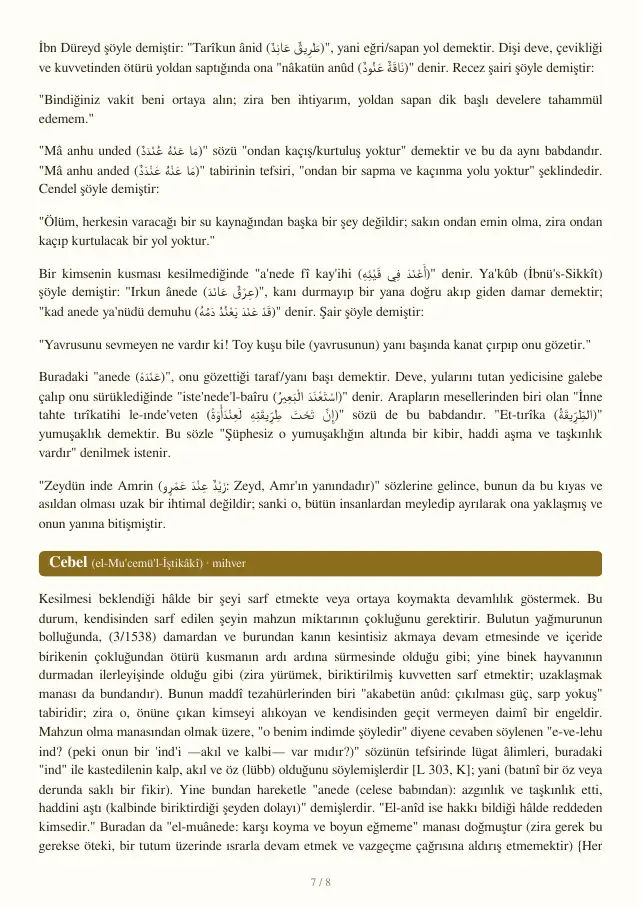 İbn Düreyd şöyle demiştir: "Tarîkun ânid (طَرِيقٌ عَانِدٌ)", yani eğri/sapan yol demektir. Dişi deve, çevikliği
ve kuvvetinden ötürü yoldan saptığında ona "nâkatün anûd (نَاقَةٌ عَنُودٌ)" denir. Recez şairi şöyle demiştir:
"Bindiğiniz vakit beni ortaya alın; zira ben ihtiyarım, yoldan sapan dik başlı develere tahammül
edemem."
"Mâ anhu unded (مَا عَنْهُ عُنْدَدٌ)" sözü "ondan kaçış/kurtuluş yoktur" demektir ve bu da aynı babdandır.
"Mâ anhu anded (مَا عَنْهُ عَنْدَدٌ)" tabirinin tefsiri, "ondan bir sapma ve kaçınma yolu yoktur" şeklindedir.
Cendel şöyle demiştir:
"Ölüm, herkesin varacağı bir su kaynağından başka bir şey değildir; sakın ondan emin olma, zira ondan
kaçıp kurtulacak bir yol yoktur."
Bir kimsenin kusması kesilmediğinde "a'nede fî kay'ihi (أَعْنَدَ فِي قَيْئِهِ)" denir. Ya'kûb (İbnü's-Sikkît)
şöyle demiştir: "Irkun ânede (عِرْقٌ عَانَدَ)", kanı durmayıp bir yana doğru akıp giden damar demektir;
"kad anede ya'nüdü demuhu (قَدْ عَنَدَ يَعْنُدُ دَمُهُ)" denir. Şair şöyle demiştir:
"Yavrusunu sevmeyen ne vardır ki! Toy kuşu bile (yavrusunun) yanı başında kanat çırpıp onu gözetir."
Buradaki "anede (عَنَدَهُ)", onu gözettiği taraf/yanı başı demektir. Deve, yularını tutan yedicisine galebe
çalıp onu sürüklediğinde "iste'nede'l-baîru (اسْتَعْنَدَ الْبَعِيرُ)" denir. Arapların mesellerinden biri olan "İnne
tahte tırîkatihi le-ınde'veten (إِنَّ تَحْتَ طِرِّيقَتِهِ لَعِنْدَأْوَةً)" sözü de bu babdandır. "Et-tırîka (الطِّرِّيقَةُ)"
yumuşaklık demektir. Bu sözle "Şüphesiz o yumuşaklığın altında bir kibir, haddi aşma ve taşkınlık
vardır" denilmek istenir.
"Zeydün inde Amrin (زَيْدٌ عِنْدَ عَمْرٍو: Zeyd, Amr'ın yanındadır)" sözlerine gelince, bunun da bu kıyas ve
asıldan olması uzak bir ihtimal değildir; sanki o, bütün insanlardan meyledip ayrılarak ona yaklaşmış ve
onun yanına bitişmiştir.
Cebel (el-Mu'cemü'l-İştikâkî) · mihver
Kesilmesi beklendiği hâlde bir şeyi sarf etmekte veya ortaya koymakta devamlılık göstermek. Bu
durum, kendisinden sarf edilen şeyin mahzun miktarının çokluğunu gerektirir. Bulutun yağmurunun
bolluğunda, (3/1538) damardan ve burundan kanın kesintisiz akmaya devam etmesinde ve içeride
birikenin çokluğundan ötürü kusmanın ardı ardına sürmesinde olduğu gibi; yine binek hayvanının
durmadan ilerleyişinde olduğu gibi (zira yürümek, biriktirilmiş kuvvetten sarf etmektir; uzaklaşmak
manası da bundandır). Bunun maddî tezahürlerinden biri "akabetün anûd: çıkılması güç, sarp yokuş"
tabiridir; zira o, önüne çıkan kimseyi alıkoyan ve kendisinden geçit vermeyen daimî bir engeldir.
Mahzun olma manasından olmak üzere, "o benim indimde şöyledir" diyene cevaben söylenen "e-ve-lehu
ind? (peki onun bir 'ind'i —akıl ve kalbi— var mıdır?)" sözünün tefsirinde lügat âlimleri, buradaki
"ind" ile kastedilenin kalp, akıl ve öz (lübb) olduğunu söylemişlerdir [L 303, K]; yani (batınî bir öz veya
derunda saklı bir fikir). Yine bundan hareketle "anede (celese babından): azgınlık ve taşkınlık etti,
haddini aştı (kalbinde biriktirdiği şeyden dolayı)" demişlerdir. "El-anîd ise hakkı bildiği hâlde reddeden
kimsedir." Buradan da "el-muânede: karşı koyma ve boyun eğmeme" manası doğmuştur (zira gerek bu
gerekse öteki, bir tutum üzerinde ısrarla devam etmek ve vazgeçme çağrısına aldırış etmemektir) {Her
7 / 8